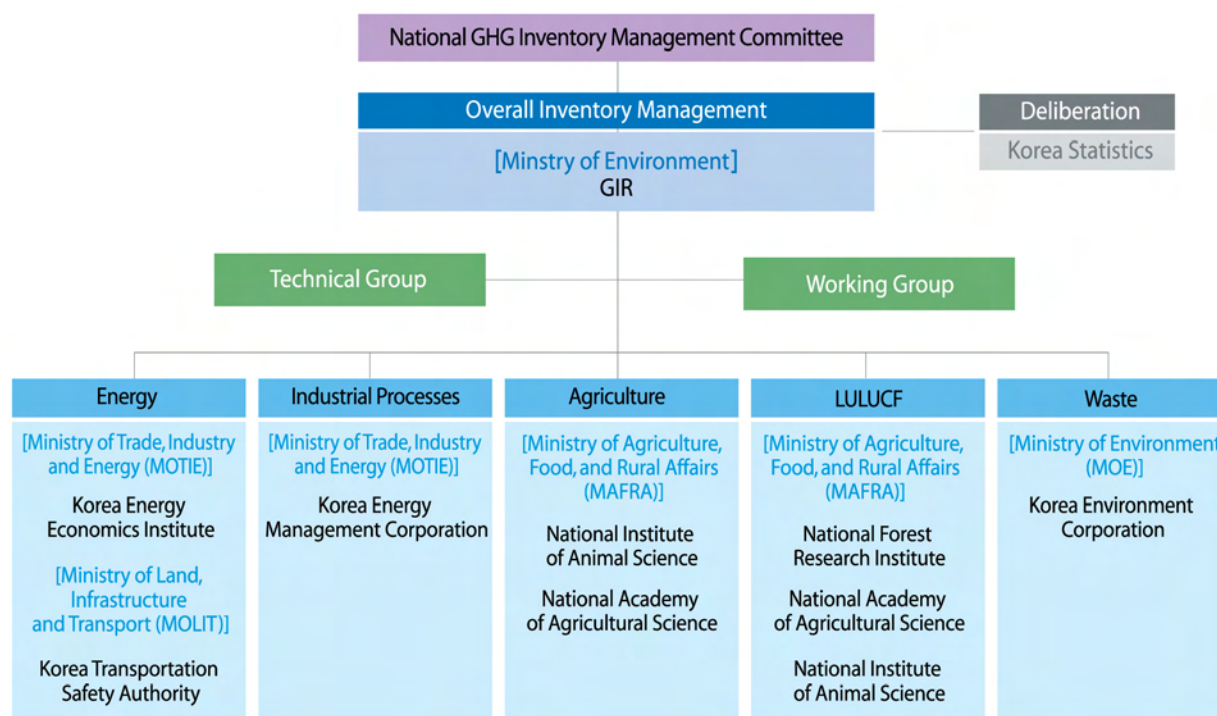 National GHG Inventory Management Committee
Overall Inventory Management
[Minstry of Environment]
GIR
Deliberation
Korea Statistics
Technical Group
Working Group
Energy
[Ministry of Trade, Industry
and Energy (MOTIE)]
Korea Energy
Economics Institute
[Ministry of Land,
Infrastructure
and Transport (MOLIT)]
Korea Transportation
Safety Authority
Industrial Processes
[Ministry of Trade, Industry
and Energy (MOTIE)]
Korea Energy
Management Corporation
Agriculture
[Ministry of Agriculture,
Food, and Rural Affairs
(MAFRA)]
National Institute
of Animal Science
National Academy
of Agricultural Science
LULUCF
[Ministry of Agriculture,
Food, and Rural Affairs
(MAFRA)]
National Forest
Research Institute
National Academy
of Agricultural Science
National Institute
of Animal Science
Waste
[Ministry of Environment
(MOE)]
Korea Environment
Corporation